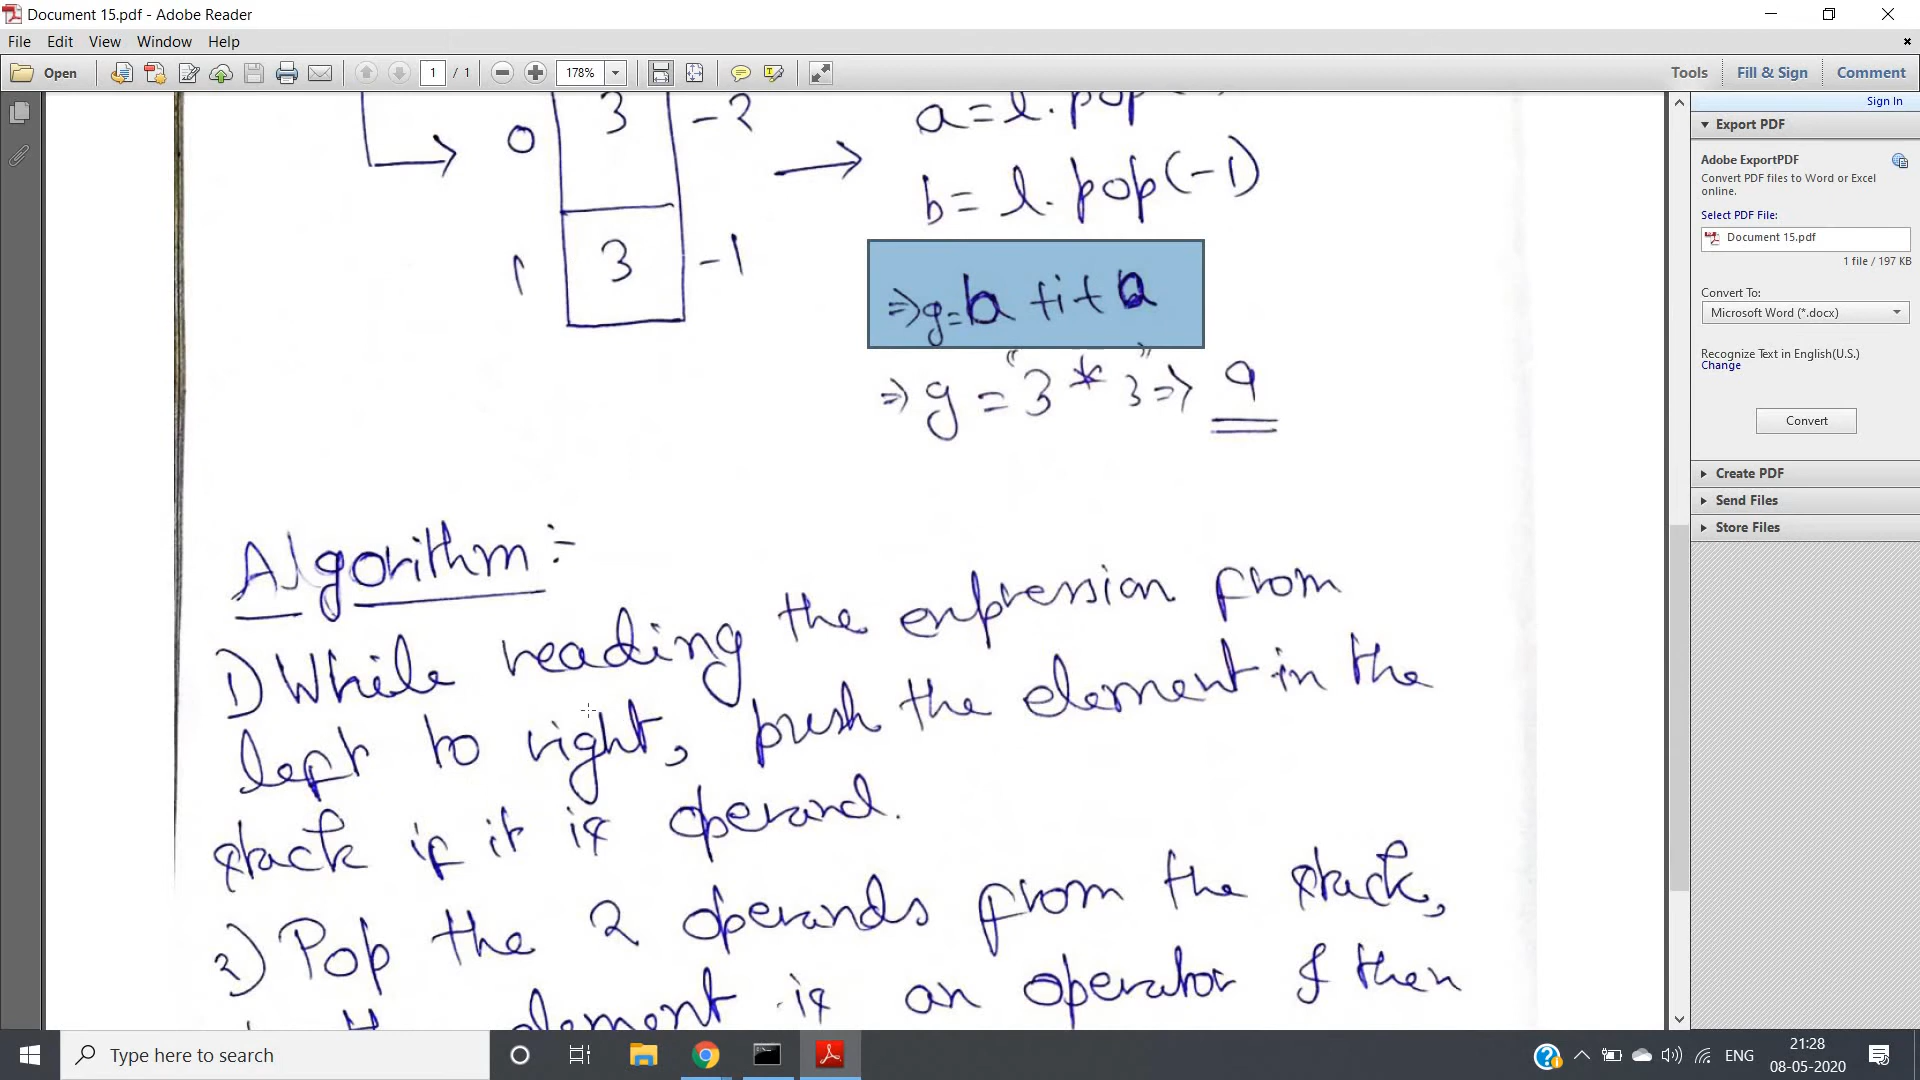 Document 15.pdf - Adobe Reader
File Edit View Window Help
Open 1 / 1 178% Tools Fill & Sign Comment
Sign In
Export PDF
Adobe ExportPDF
Convert PDF files to Word or Excel
online.
Select PDF File:
Document 15.pdf
1 file / 197 KB
Convert To:
Microsoft Word (*.docx)
Recognize Text in English(U.S.)
Change
Convert
Create PDF
Send Files
Store Files
0 3 -2
1 3 -1
a = l. pop(
b = l. pop(-1)
⇒ g = b + i + a
⇒ g = "3 * 3" ⇒ 9
Algorithm :-
1) While reading the expression from
left to right, push the element in the
stack if it is operand.
2) Pop the 2 operands from the stack,
element is an operator & then
Type here to search
ENG
21:28
08-05-2020